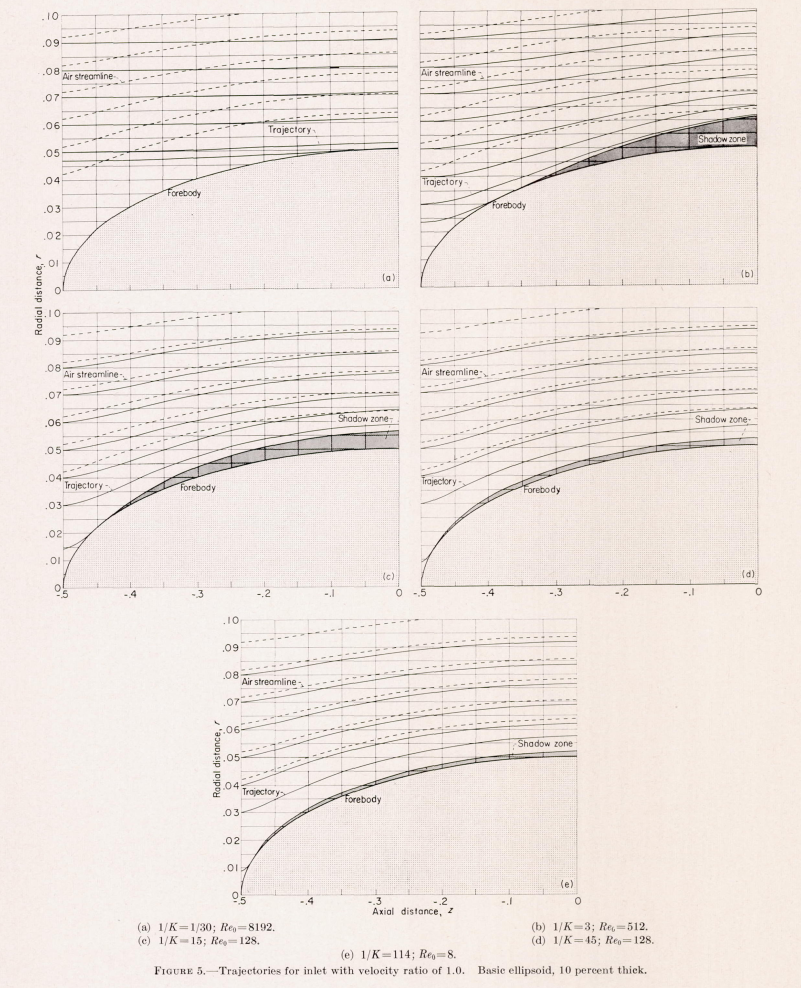 .10
.09
.08
Air streamline
.07
.06
Trajectory
.05
.04
Forebody
.03
.02
.01
0
(a)
Air streamline
Shadow zone
Trajectory
Forebody
(b)
Radial distance, r
.10
.09
.08
Air streamline
.07
.06
Shadow zone
.05
.04
Trajectory
Forebody
.03
.02
.01
0
(c)
-.5 -.4 -.3 -.2 -.1 0
Air streamline
Shadow zone
Trajectory
Forebody
(d)
-.5 -.4 -.3 -.2 -.1 0
.10
.09
.08
Air streamline
.07
.06
Radial distance, r
.05
Shadow zone
.04
Trajectory
Forebody
.03
.02
.01
0
(e)
-.5 -.4 -.3 -.2 -.1 0
Axial distance, z
(a) 1/K=1/30; Re0=8192.
(b) 1/K=3; Re0=512.
(c) 1/K=15; Re0=128.
(d) 1/K=45; Re0=128.
(e) 1/K=114; Re0=8.
FIGURE 5.—Trajectories for inlet with velocity ratio of 1.0. Basic ellipsoid, 10 percent thick.